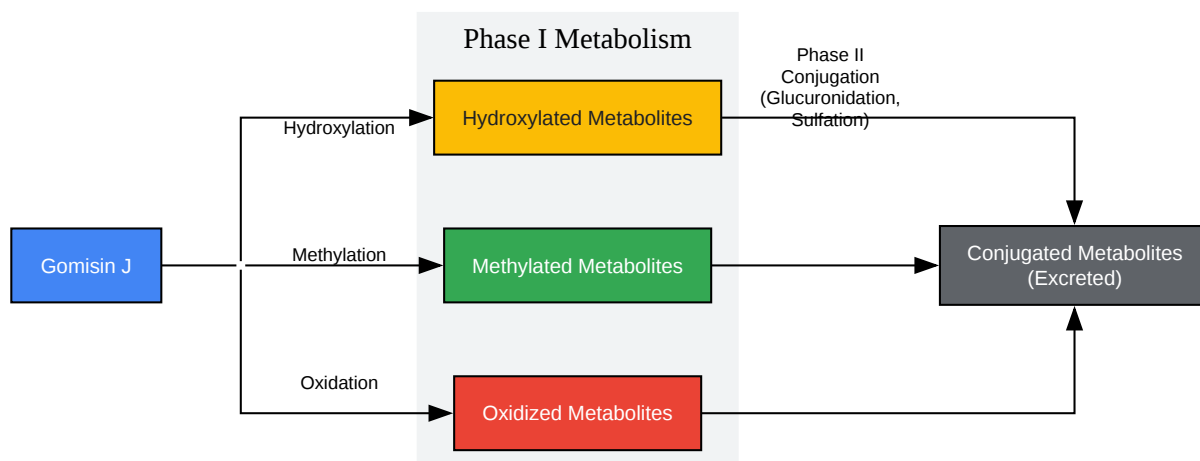 Phase I Metabolism
Phase II
Conjugation
(Glucuronidation,
Sulfation)
Hydroxylated Metabolites
Hydroxylation
Gomisin J
Methylation
Methylated Metabolites
Conjugated Metabolites
(Excreted)
Oxidation
Oxidized Metabolites